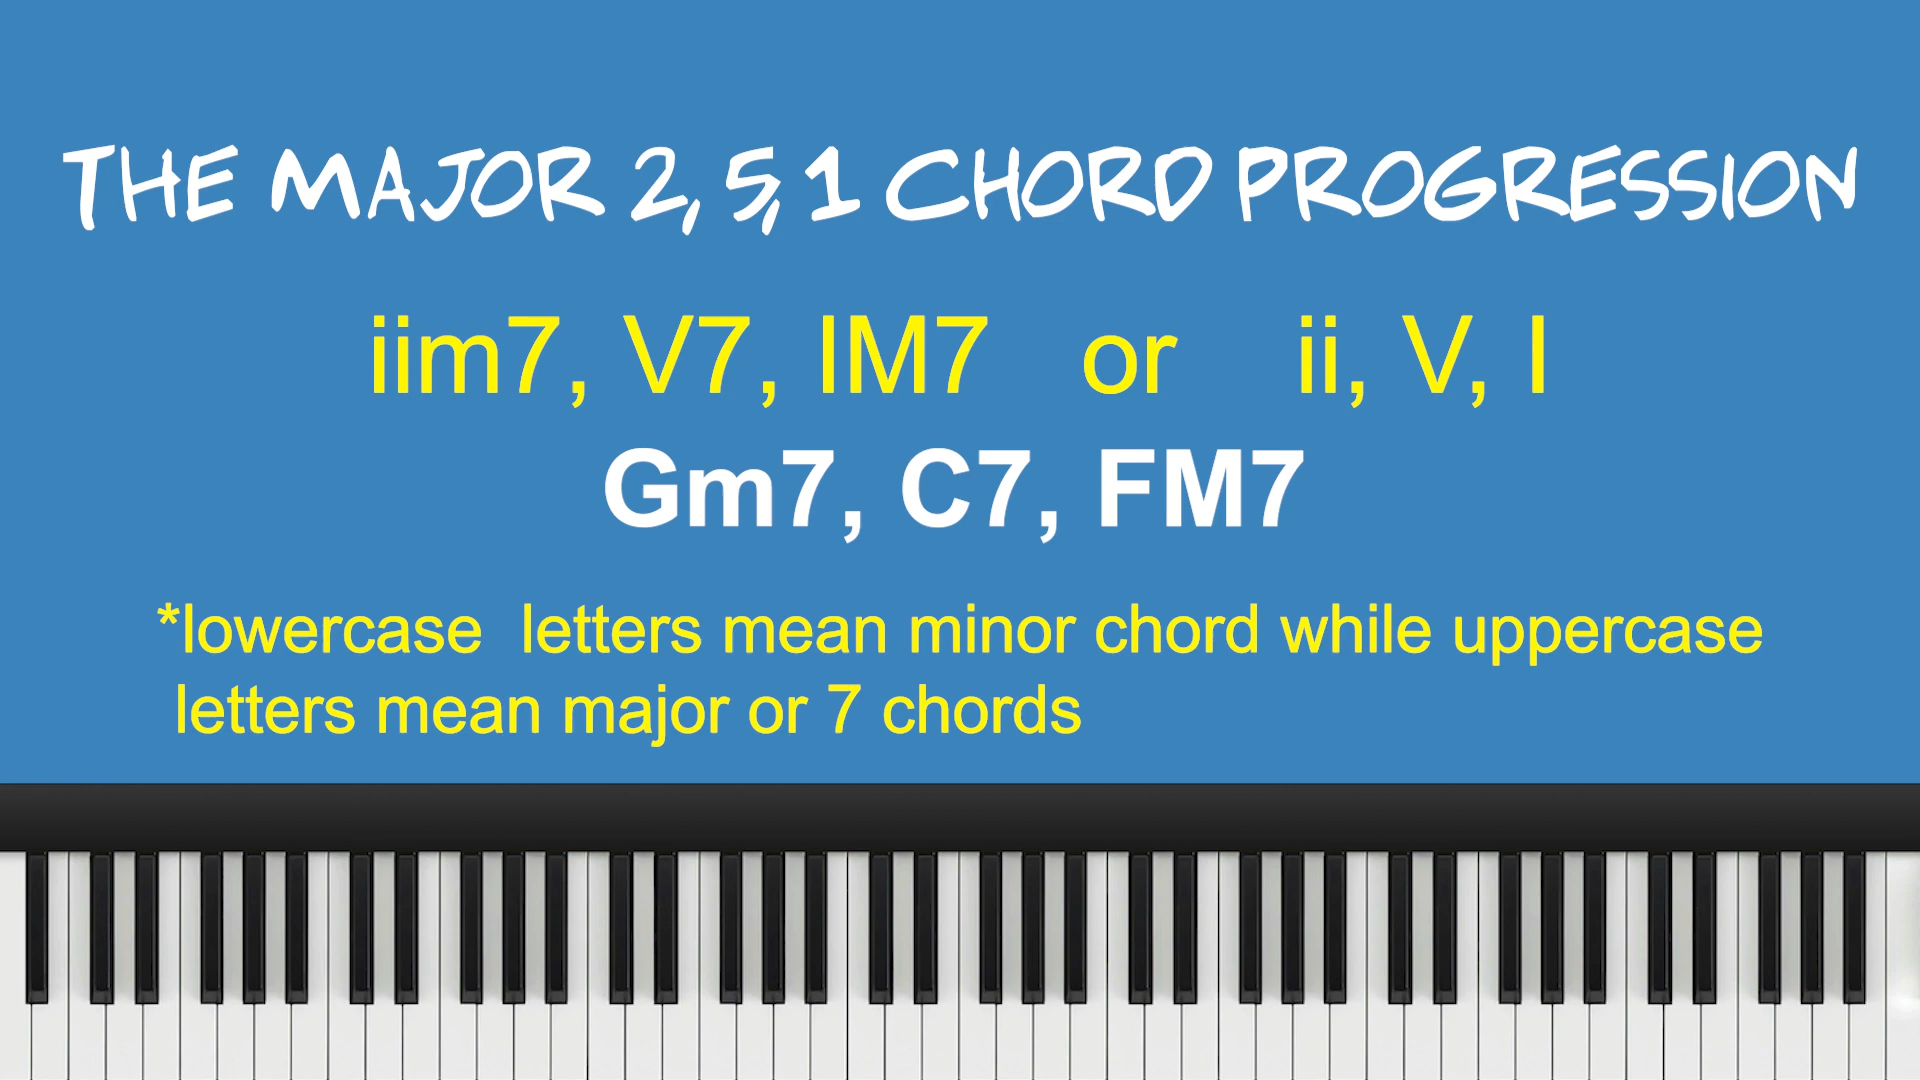 THE MAJOR 2, 5, 1 CHORD PROGRESSION
iim7, V7, IM7 or ii, V, I
Gm7, C7, FM7
*lowercase letters mean minor chord while uppercase
letters mean major or 7 chords